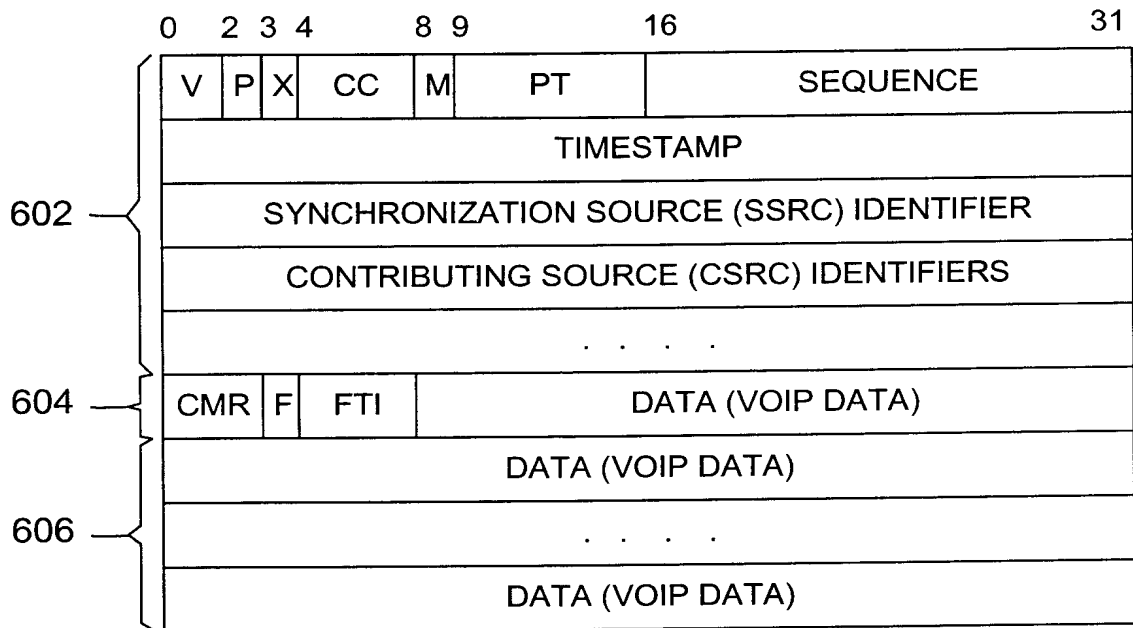 0 2 3 4 8 9 16 31
V P X CC M PT SEQUENCE
TIMESTAMP
602 SYNCHRONIZATION SOURCE (SSRC) IDENTIFIER
CONTRIBUTING SOURCE (CSRC) IDENTIFIERS
. . . .
604 CMR F FTI DATA (VOIP DATA)
DATA (VOIP DATA)
606 . . . .
DATA (VOIP DATA)